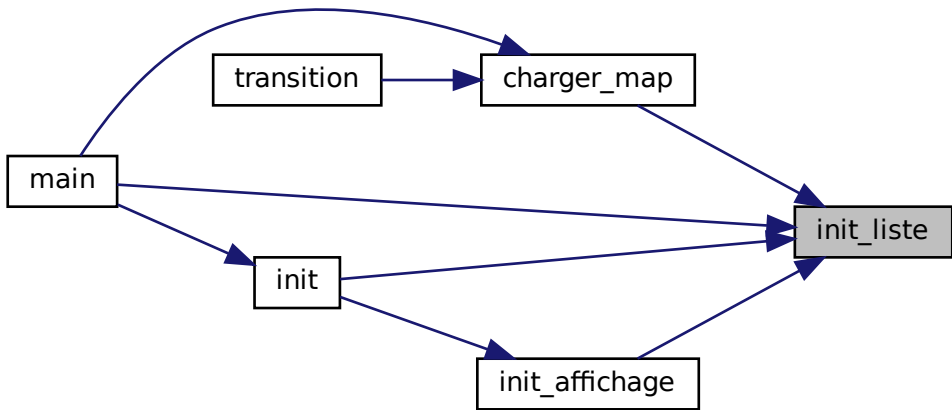 transition
charger_map
main
init_liste
init
init_affichage